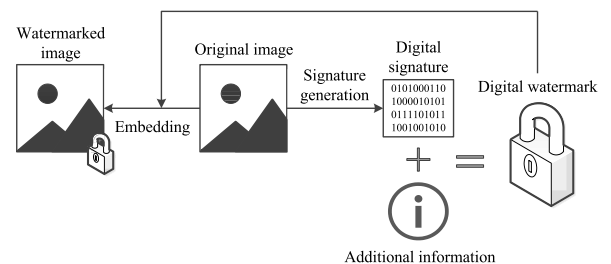 Watermarked
image
Original image
Digital
signature
Signature
generation
Digital watermark
Embedding
0101000110
1000010101
0111101011
1001001010
+
=
i
Additional information